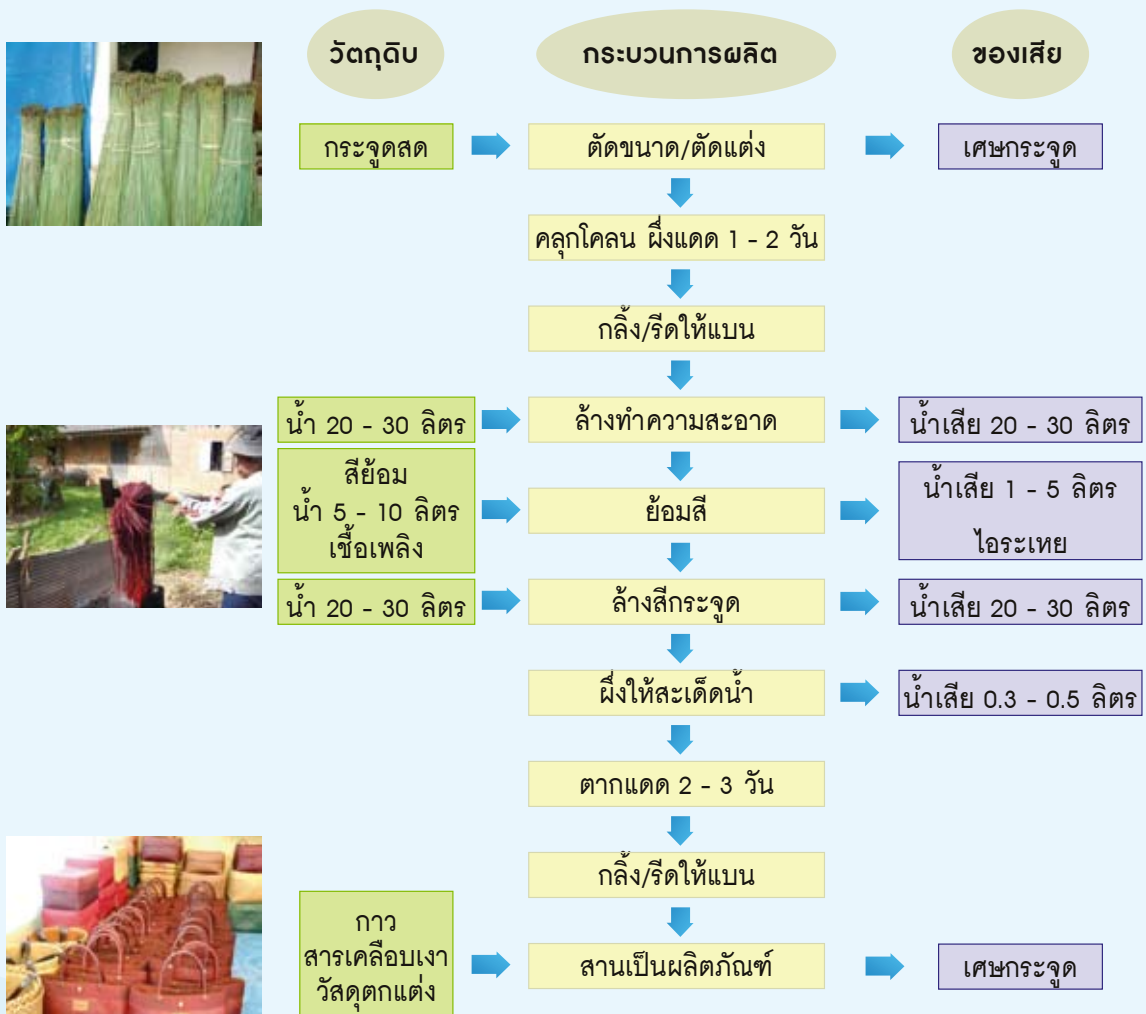 วัตถุดิบ
กระบวนการผลิต
ของเสีย
กระจูดสด
ตัดขนาด/ตัดแต่ง
เศษกระจูด
คลุกโคลน ผึ่งแดด 1 - 2 วัน
กลิ้ง/รีดให้แบน
น้ำ 20 - 30 ลิตร
ล้างทำความสะอาด
น้ำเสีย 20 - 30 ลิตร
สีย้อม
น้ำ 5 - 10 ลิตร
เชื้อเพลิง
ย้อมสี
น้ำเสีย 1 - 5 ลิตร
ไอระเหย
น้ำ 20 - 30 ลิตร
ล้างสีกระจูด
น้ำเสีย 20 - 30 ลิตร
ผึ่งให้สะเด็ดน้ำ
น้ำเสีย 0.3 - 0.5 ลิตร
ตากแดด 2 - 3 วัน
กลิ้ง/รีดให้แบน
กาว
สารเคลือบเงา
วัสดุตกแต่ง
สานเป็นผลิตภัณฑ์
เศษกระจูด